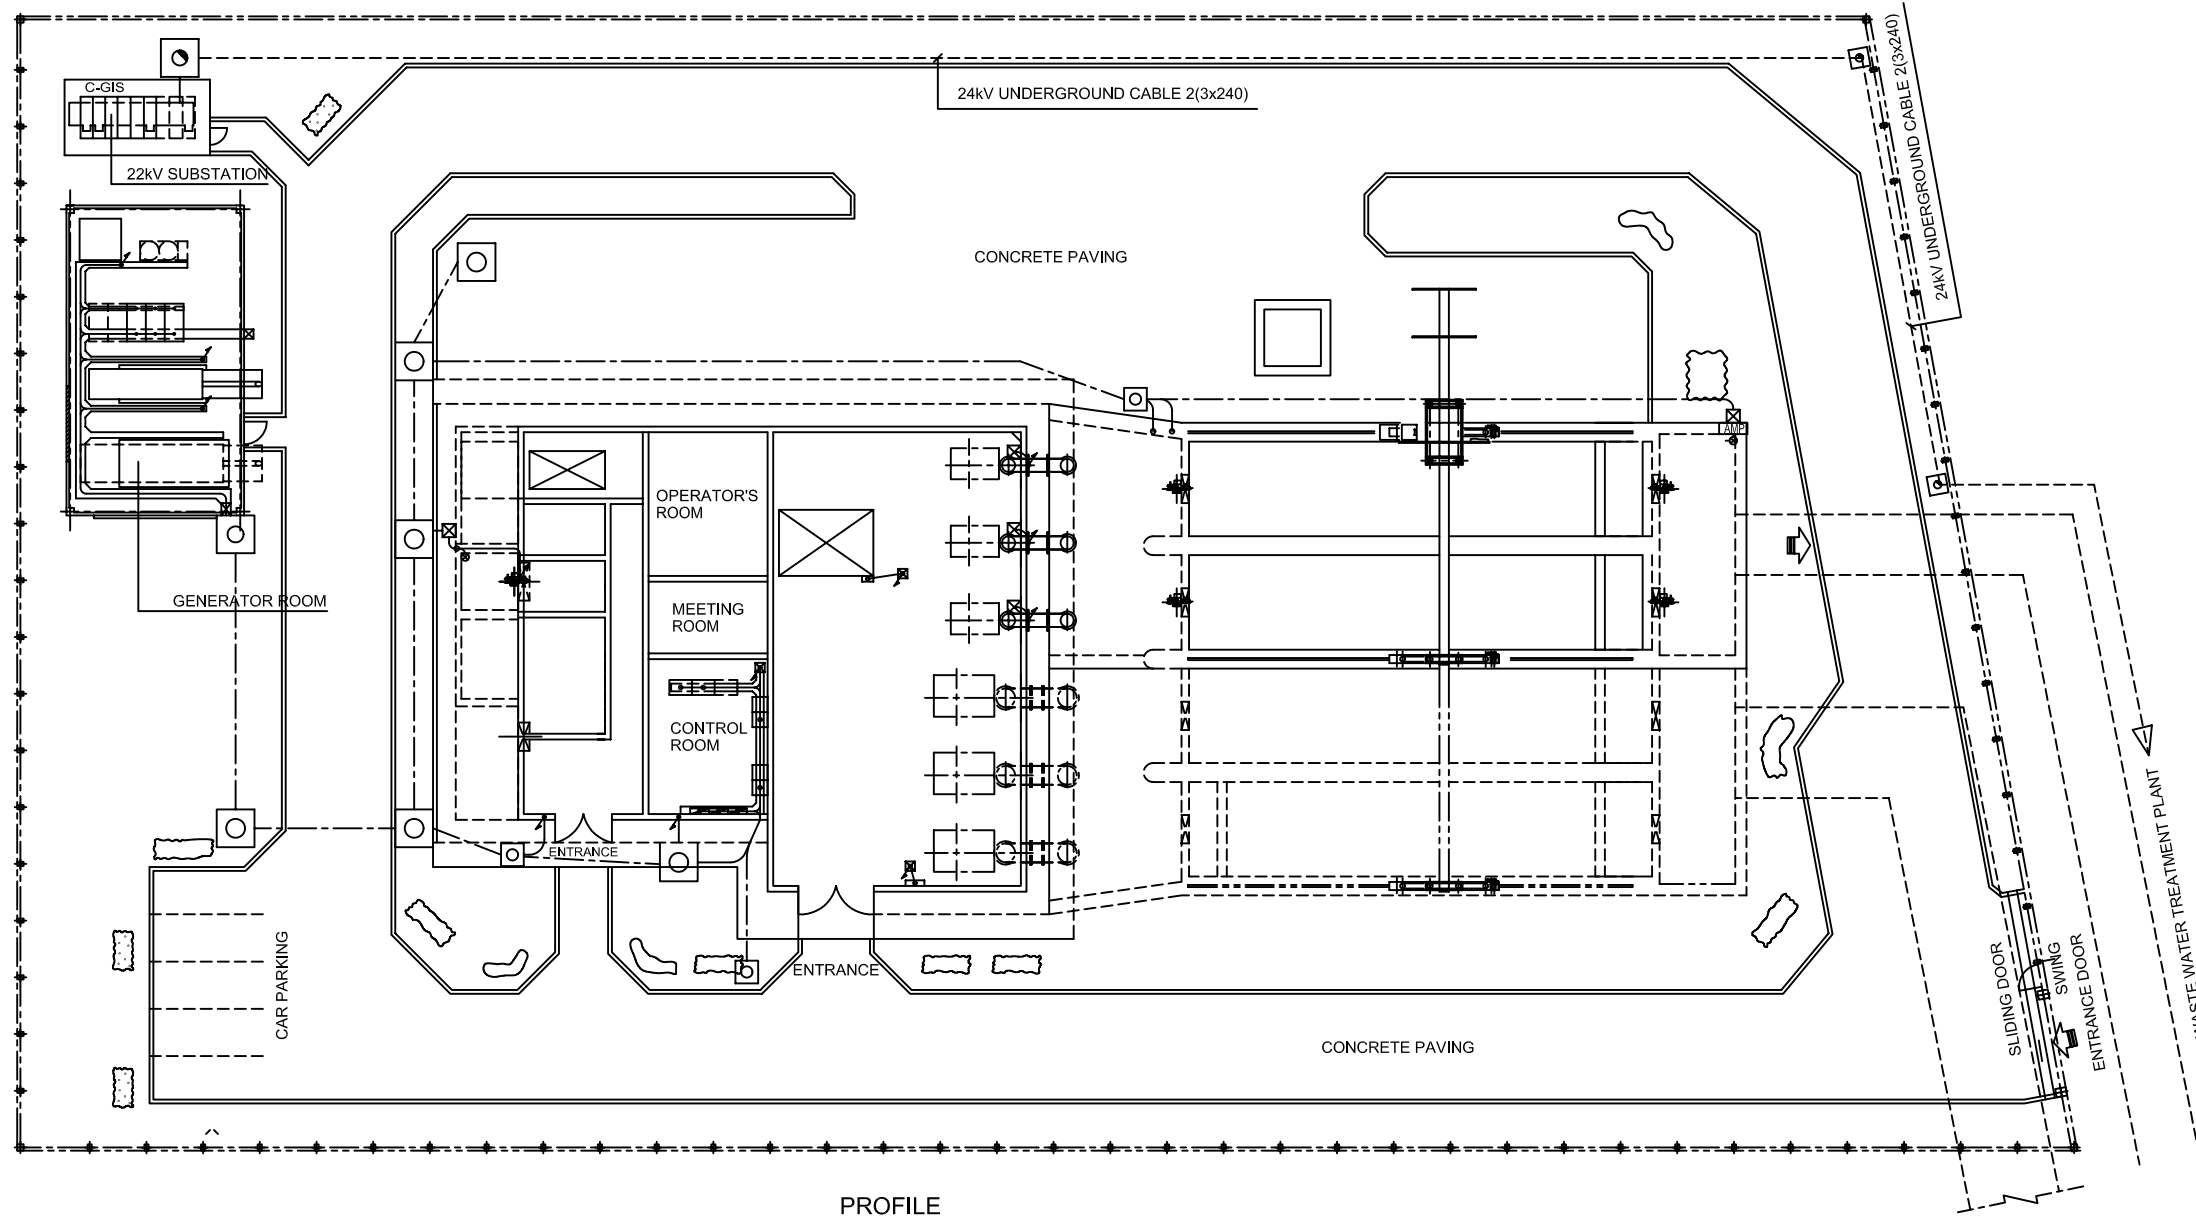 C-GIS
24kV UNDERGROUND CABLE 2(3x240)
24kV UNDERGROUND CABLE 2(3x240)
22kV SUBSTATION
CONCRETE PAVING
AMP
OPERATOR'S
ROOM
GENERATOR ROOM
MEETING
ROOM
CONTROL
ROOM
ENTRANCE
WASTE WATER TREATMENT PLANT
CAR PARKING
ENTRANCE
SLIDING DOOR
SWING
ENTRANCE DOOR
CONCRETE PAVING
PROFILE